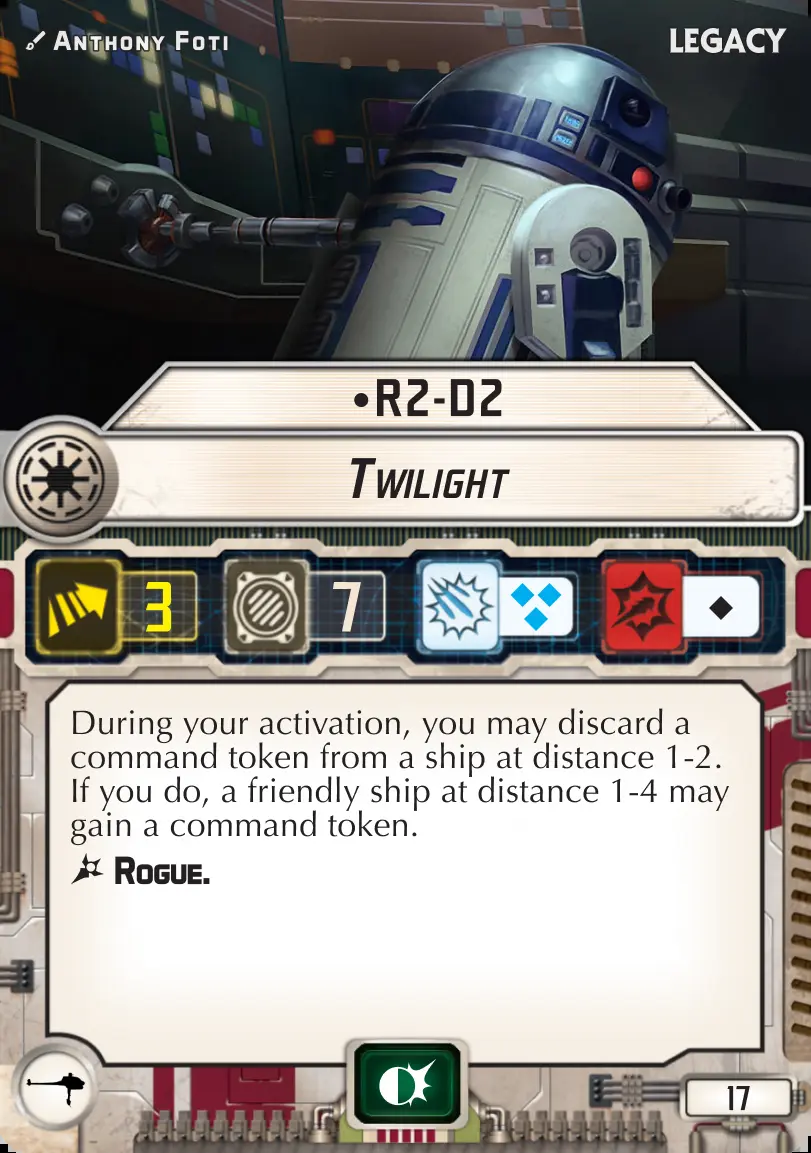 Anthony Foti
LEGACY
•R2-D2
Twilight
3
7
During your activation, you may discard a
command token from a ship at distance 1-2.
If you do, a friendly ship at distance 1-4 may
gain a command token.
Rogue.
17